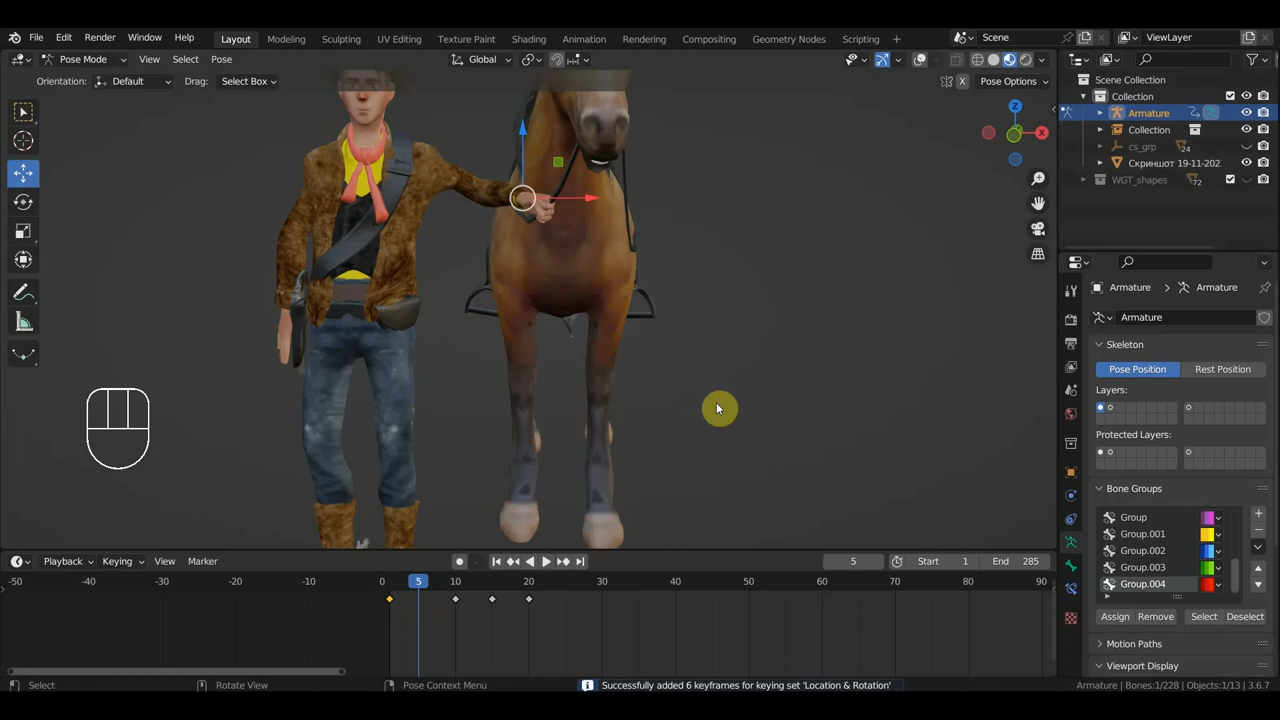 File Edit Render Window Help Layout Modeling Sculpting UV Editing Texture Paint Shading Animation Rendering Compositing Geometry Nodes Scripting + Scene ViewLayer
Pose Mode View Select Pose Global
Orientation: Default Drag: Select Box X Pose Options
Scene Collection
Collection
Armature
Collection
cs_grp 24
Скриншот 19-11-202
WGT_shapes 72
Z
X
Armature > Armature
Armature
Skeleton
Pose Position Rest Position
Layers:
Protected Layers:
Bone Groups
Group
Group.001
Group.002
Group.003
Group.004
Assign Remove Select Deselect
Motion Paths
Viewport Display
Playback Keying View Marker 5 Start 1 End 285
-50 -40 -30 -20 -10 0 5 10 20 30 40 50 60 70 80 90
Select Rotate View Pose Context Menu Successfully added 6 keyframes for keying set 'Location & Rotation' Armature | Bones:1/228 | Objects:1/13 | 3.6.7